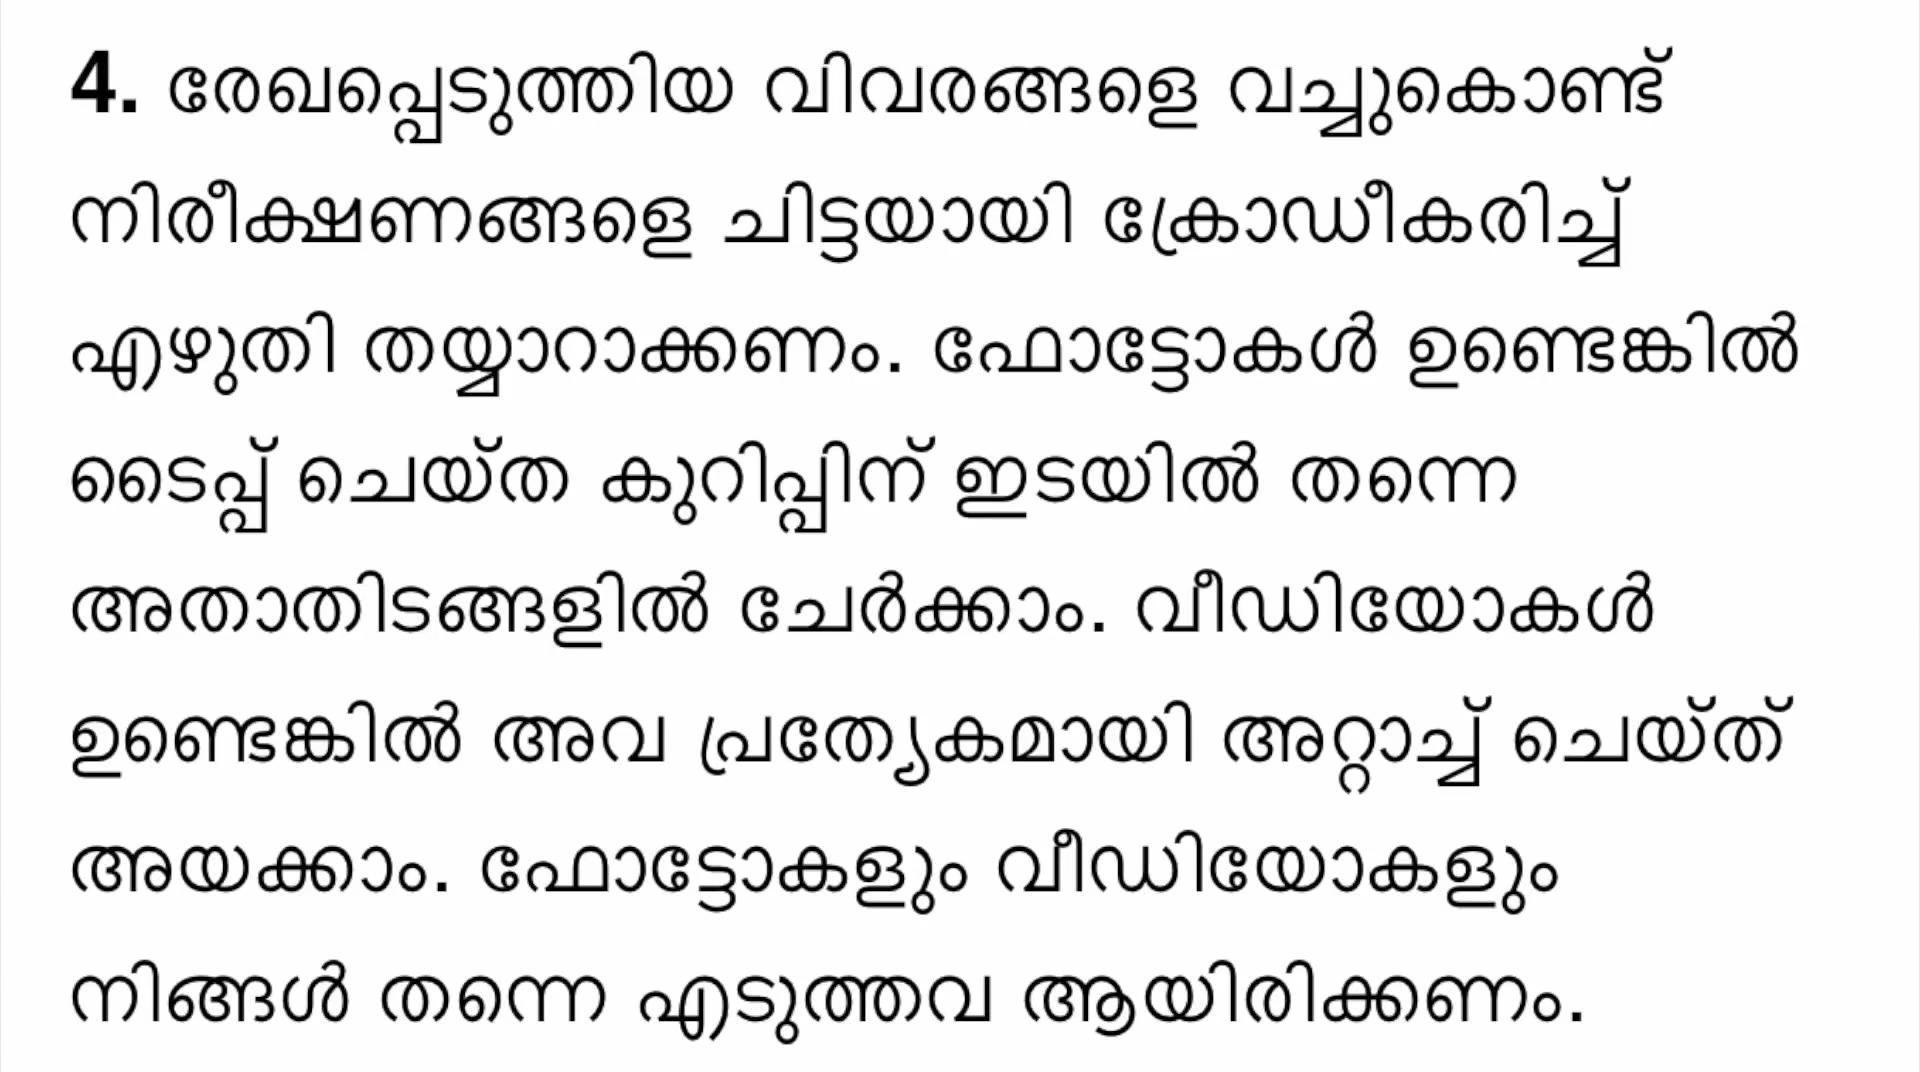 4. രേഖപ്പെടുത്തിയ വിവരങ്ങളെ വച്ചുകൊണ്ട്
നിരീക്ഷണങ്ങളെ ചിട്ടയായി ക്രോഡീകരിച്ച്
എഴുതി തയ്യാറാക്കണം. ഫോട്ടോകൾ ഉണ്ടെങ്കിൽ
ടൈപ്പ് ചെയ്ത കുറിപ്പിന് ഇടയിൽ തന്നെ
അതാതിടങ്ങളിൽ ചേർക്കാം. വീഡിയോകൾ
ഉണ്ടെങ്കിൽ അവ പ്രത്യേകമായി അറ്റാച്ച് ചെയ്ത്
അയക്കാം. ഫോട്ടോകളും വീഡിയോകളും
നിങ്ങൾ തന്നെ എടുത്തവ ആയിരിക്കണം.